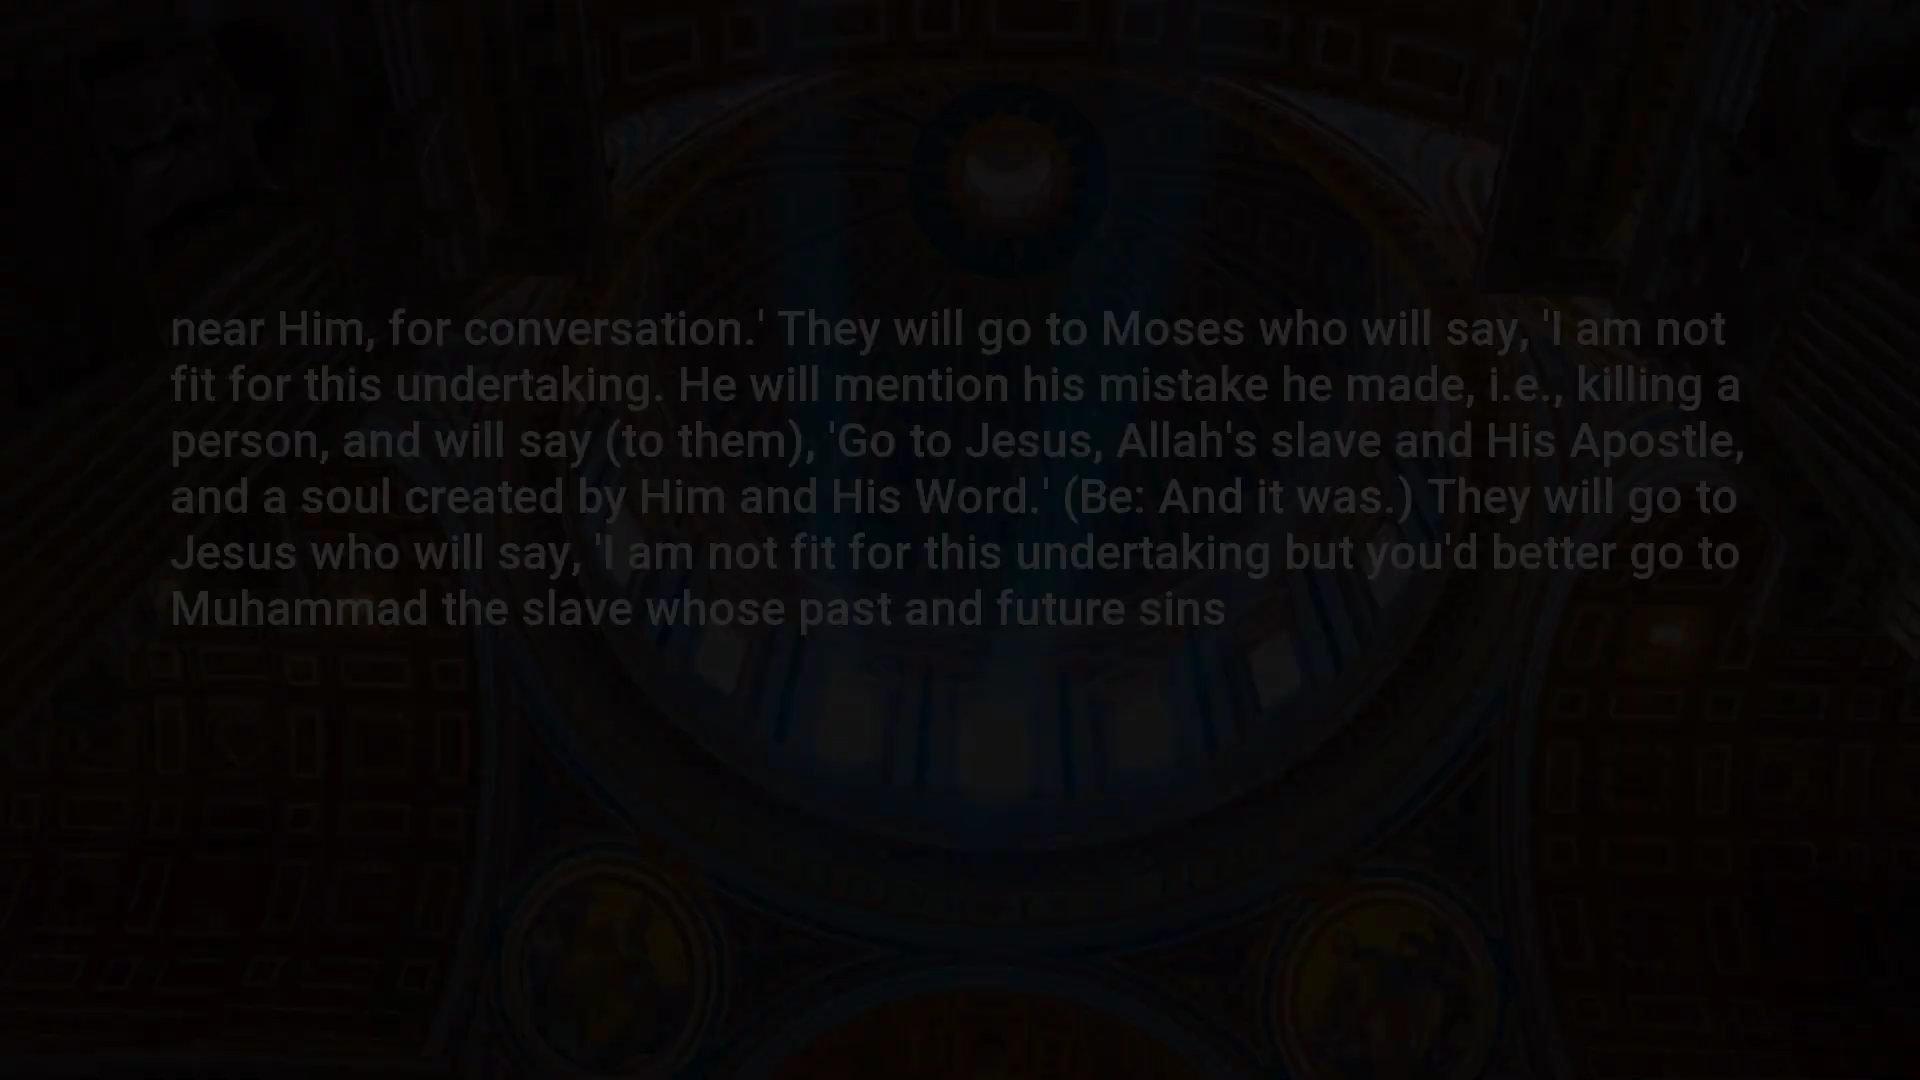 near Him, for conversation.' They will go to Moses who will say, 'I am not
fit for this undertaking. He will mention his mistake he made, i.e., killing a
person, and will say (to them), 'Go to Jesus, Allah's slave and His Apostle,
and a soul created by Him and His Word.' (Be: And it was.) They will go to
Jesus who will say, 'I am not fit for this undertaking but you'd better go to
Muhammad the slave whose past and future sins